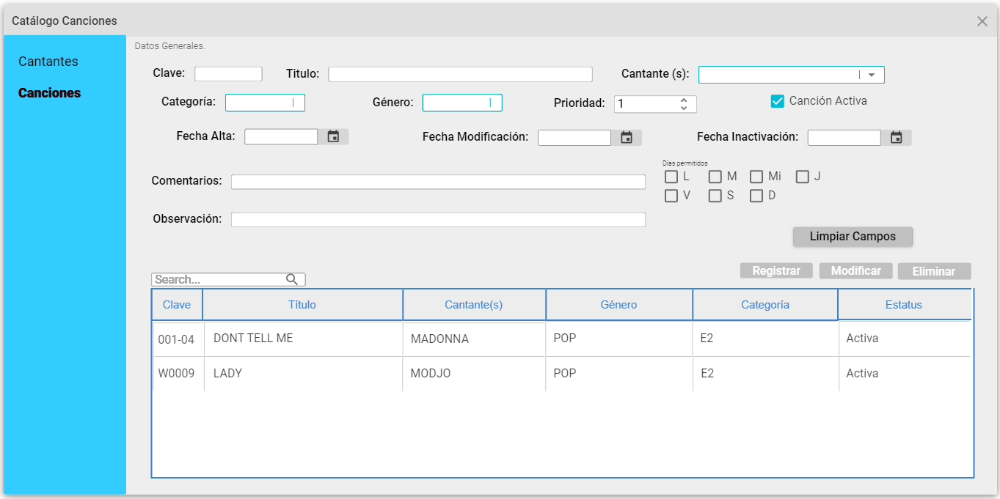 Catálogo Canciones
Cantantes
Canciones
Datos Generales.
Clave: Titulo: Cantante (s):
Categoría: Género: Prioridad: 1 Canción Activa
Fecha Alta: Fecha Modificación: Fecha Inactivación:
Días permitidos
Comentarios: L M Mi J
V S D
Observación:
Limpiar Campos
Search... Registrar Modificar Eliminar
Clave Título Cantante(s) Género Categoría Estatus
001-04 DONT TELL ME MADONNA POP E2 Activa
W0009 LADY MODJO POP E2 Activa